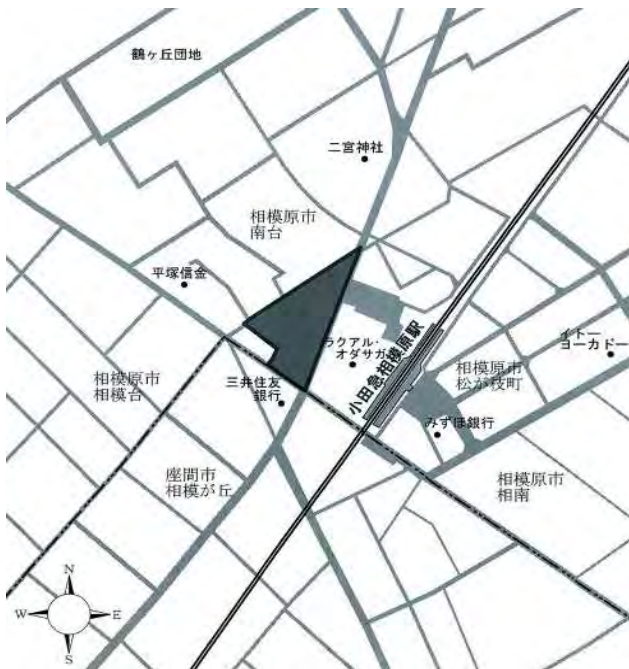 鶴ヶ丘団地
二宮神社
相模原市
南台
平塚信金
ラクアル・
オダサガ
小田急相模原駅
イトー
ヨーカドー
相模原市
松が枝町
相模原市
相模台
三井住友
銀行
みずほ銀行
座間市
相模が丘
相模原市
相南
N
W
E
S